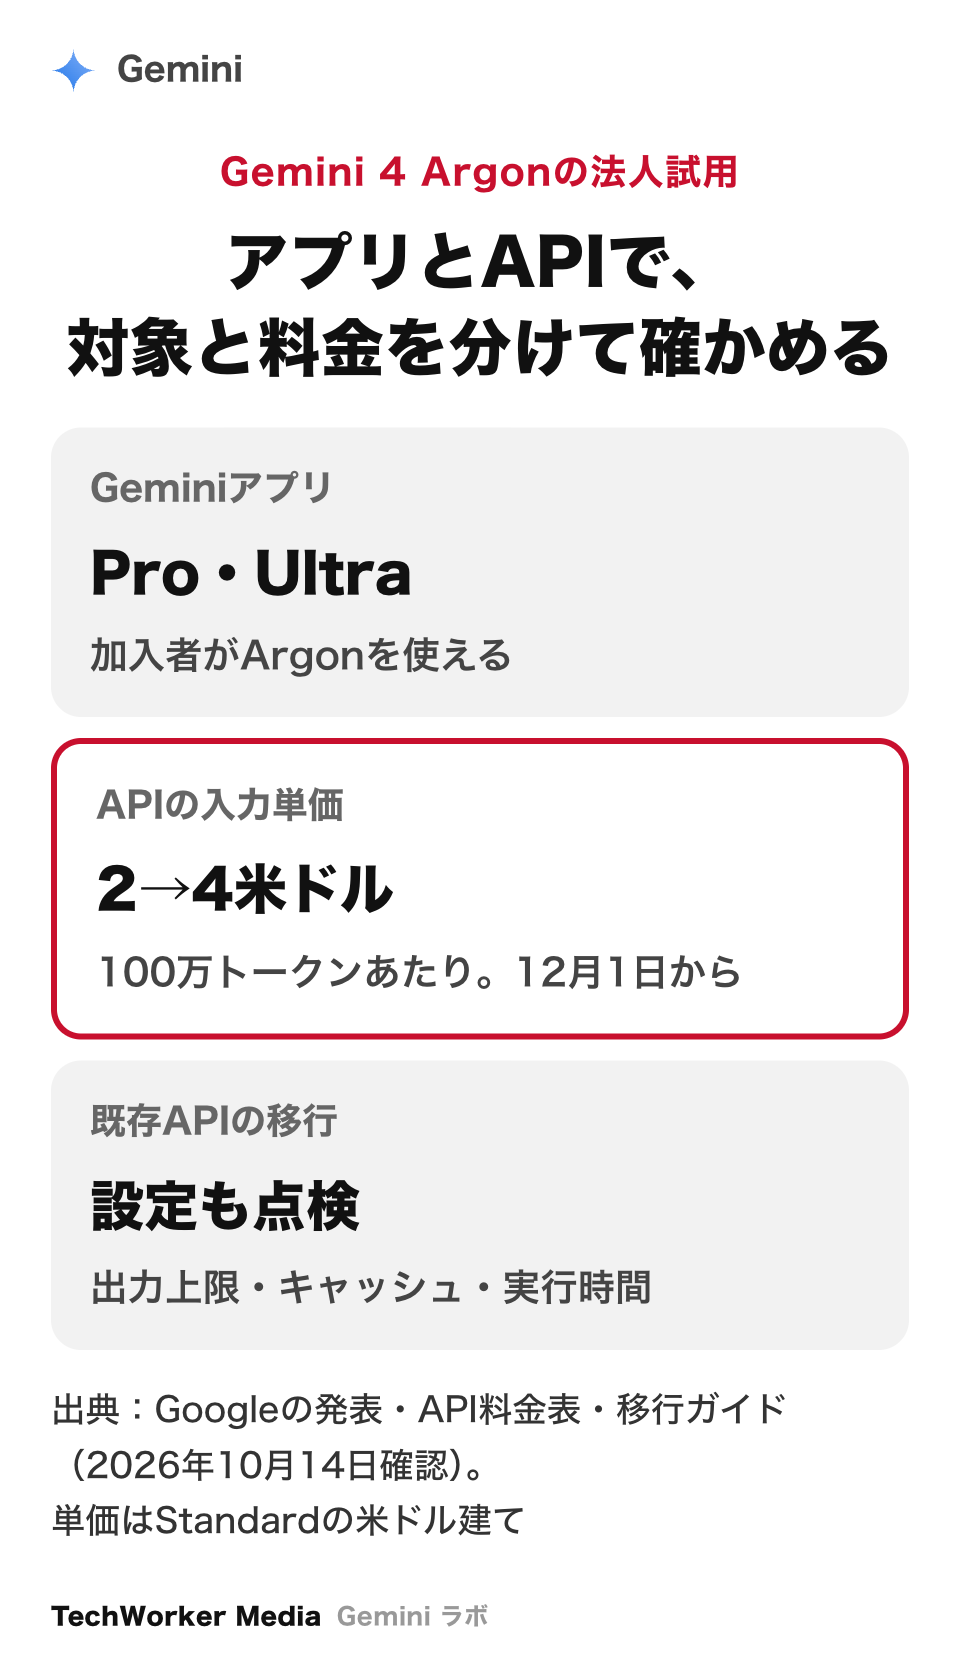 Gemini
Gemini 4 Argonの法人試用
アプリとAPIで、
対象と料金を分けて確かめる
Geminiアプリ
Pro・Ultra
加入者がArgonを使える
APIの入力単価
2→4米ドル
100万トークンあたり。12月1日から
既存APIの移行
設定も点検
出力上限・キャッシュ・実行時間
出典：Googleの発表・API料金表・移行ガイド
（2026年10月14日確認）。
単価はStandardの米ドル建て
TechWorker Media Gemini ラボ